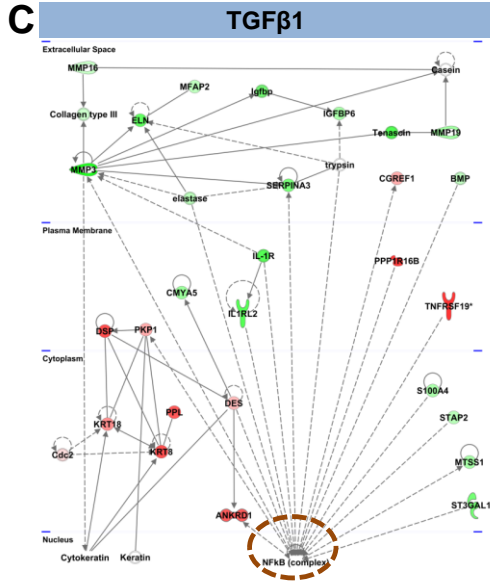 C
TGFβ1
Extracellular Space
MMP16
Casein
MFAP2
Igfbp
Collagen type III
ELN
IGFBP6
Tenascin
MMP19
MMP3
trypsin
CGREF1
BMP
SERPINA3
elastase
Plasma Membrane
IL-1R
PPP1R16B
CMYA5
IL1RL2
TNFRSF19*
DSP
PKP1
Cytoplasm
S100A4
DES
PPL
STAP2
KRT18
Cdc2
KRT8
MTSS1
ST3GAL1
ANKRD1
Nucleus
Cytokeratin
Keratin
NFkB (complex)